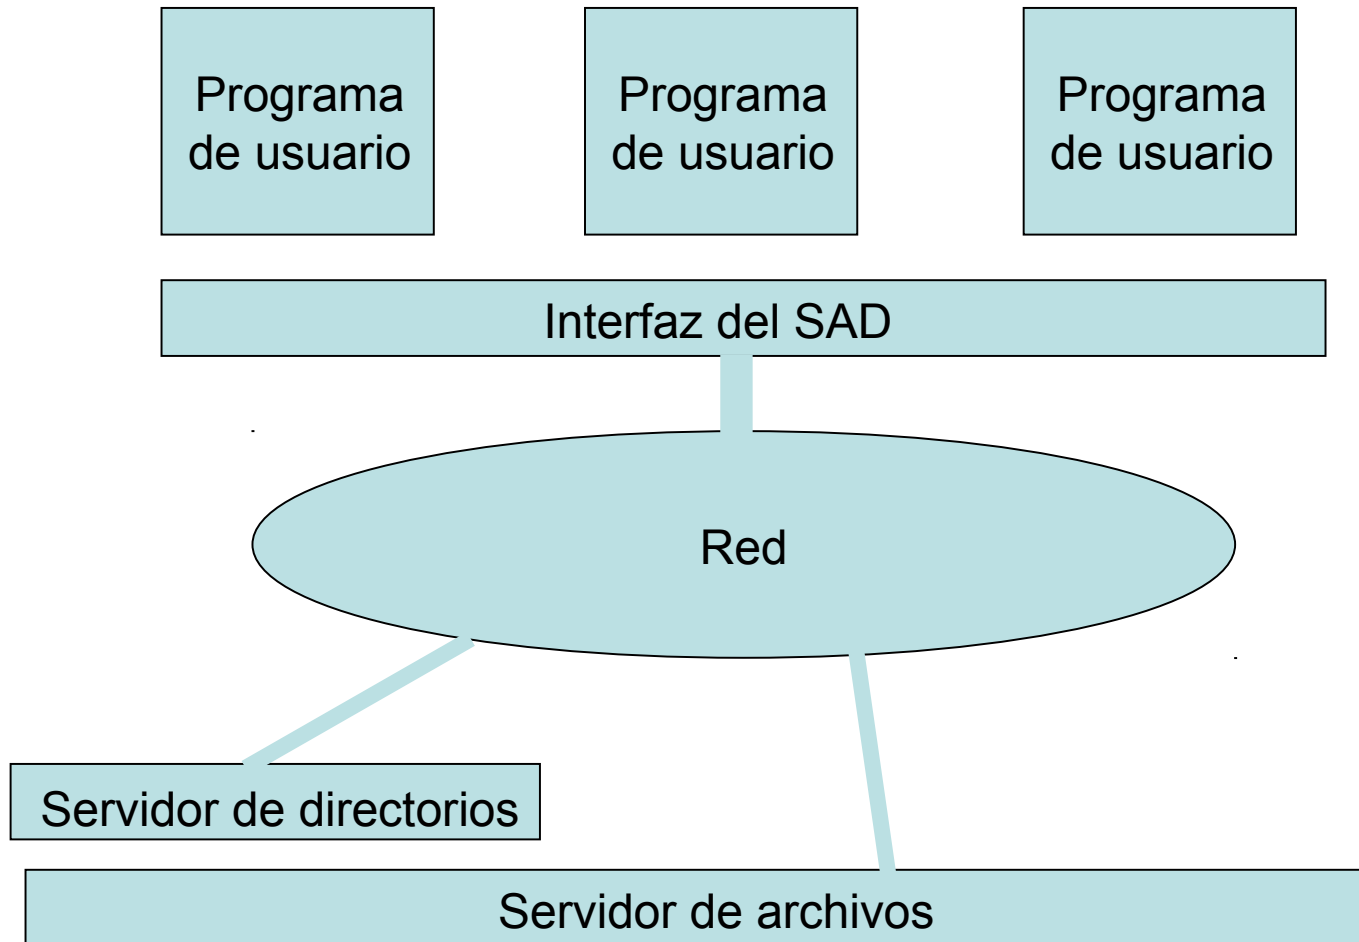 Programa
de usuario
Programa
de usuario
Programa
de usuario
Interfaz del SAD
Red
Servidor de directorios
Servidor de archivos